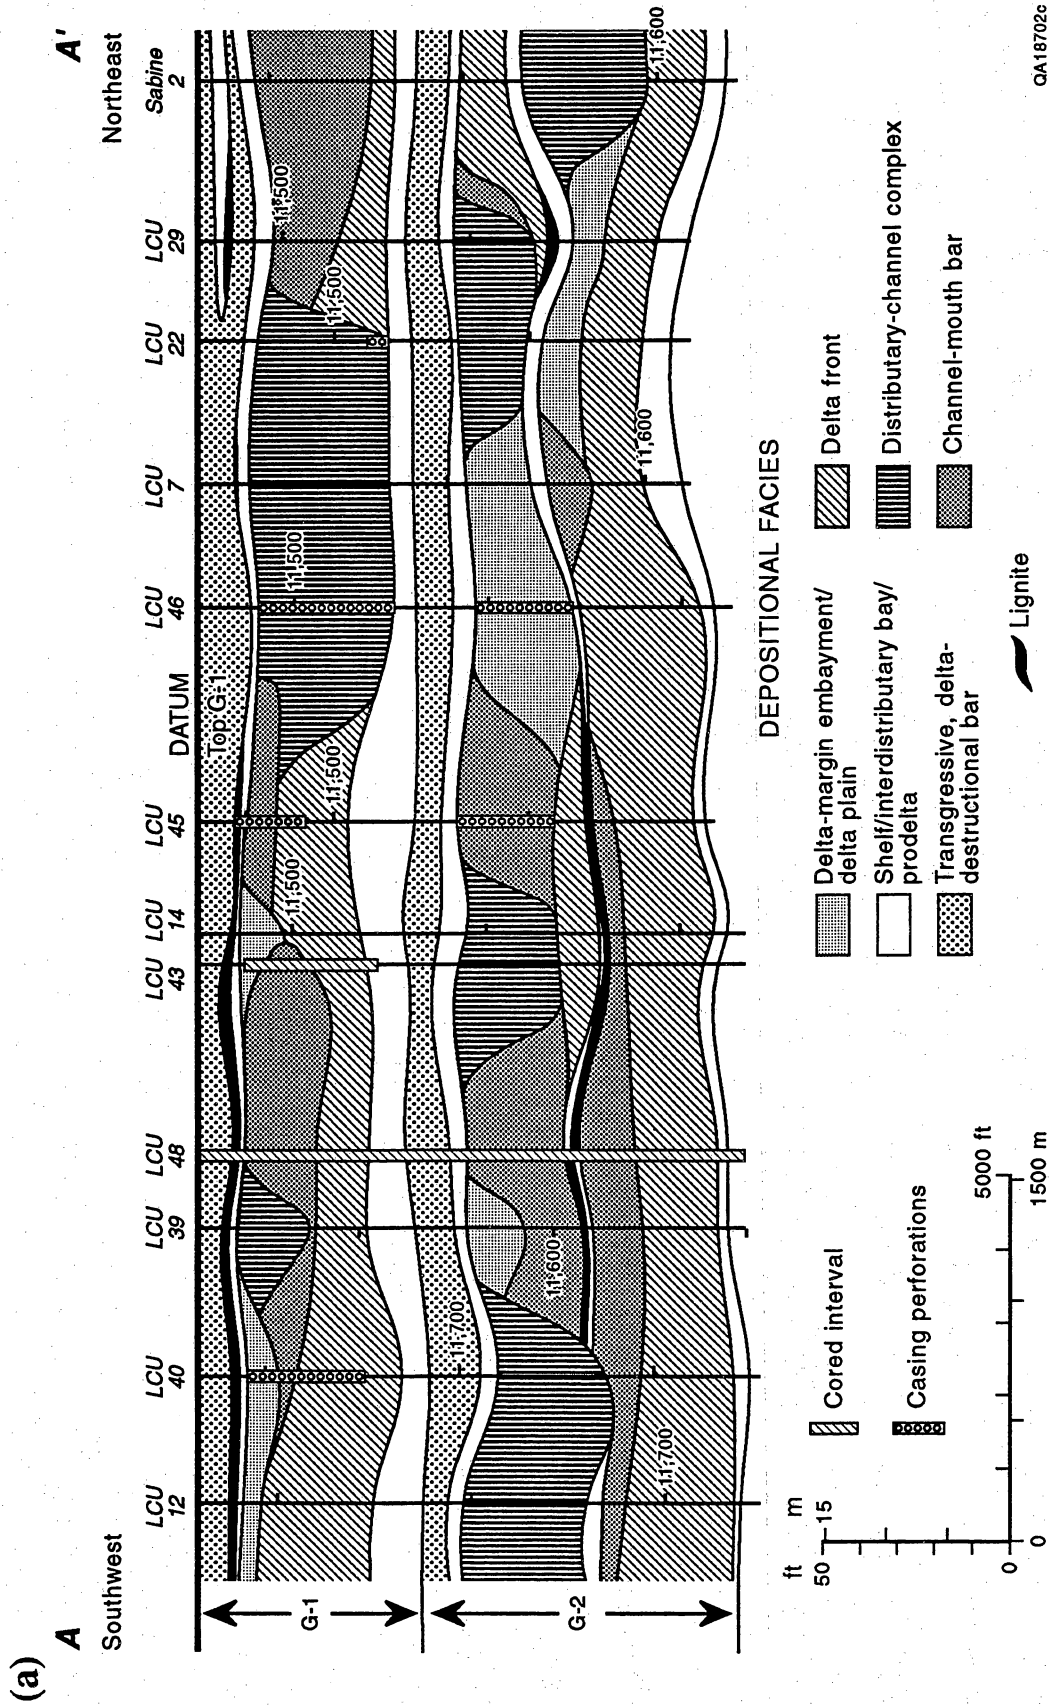 (a)
A
A'
Southwest
Northeast
LCU 12
LCU 40
LCU 39
LCU 48
LCU 43
LCU 14
LCU 45
DATUM
LCU 46
LCU 7
LCU 22
LCU 29
Sabine 2
Top G-1
G-1
11,500
11,500
11,500
11,500
11,500
G-2
11,700
11,700
11,600
11,600
11,600
ft
m
50
15
0
Cored interval
Casing perforations
5000 ft
0
1500 m
DEPOSITIONAL FACIES
Delta-margin embayment/
delta plain
Shelf/interdistributary bay/
prodelta
Transgressive, delta-
destructional bar
Delta front
Distributary-channel complex
Channel-mouth bar
Lignite
QA18702c